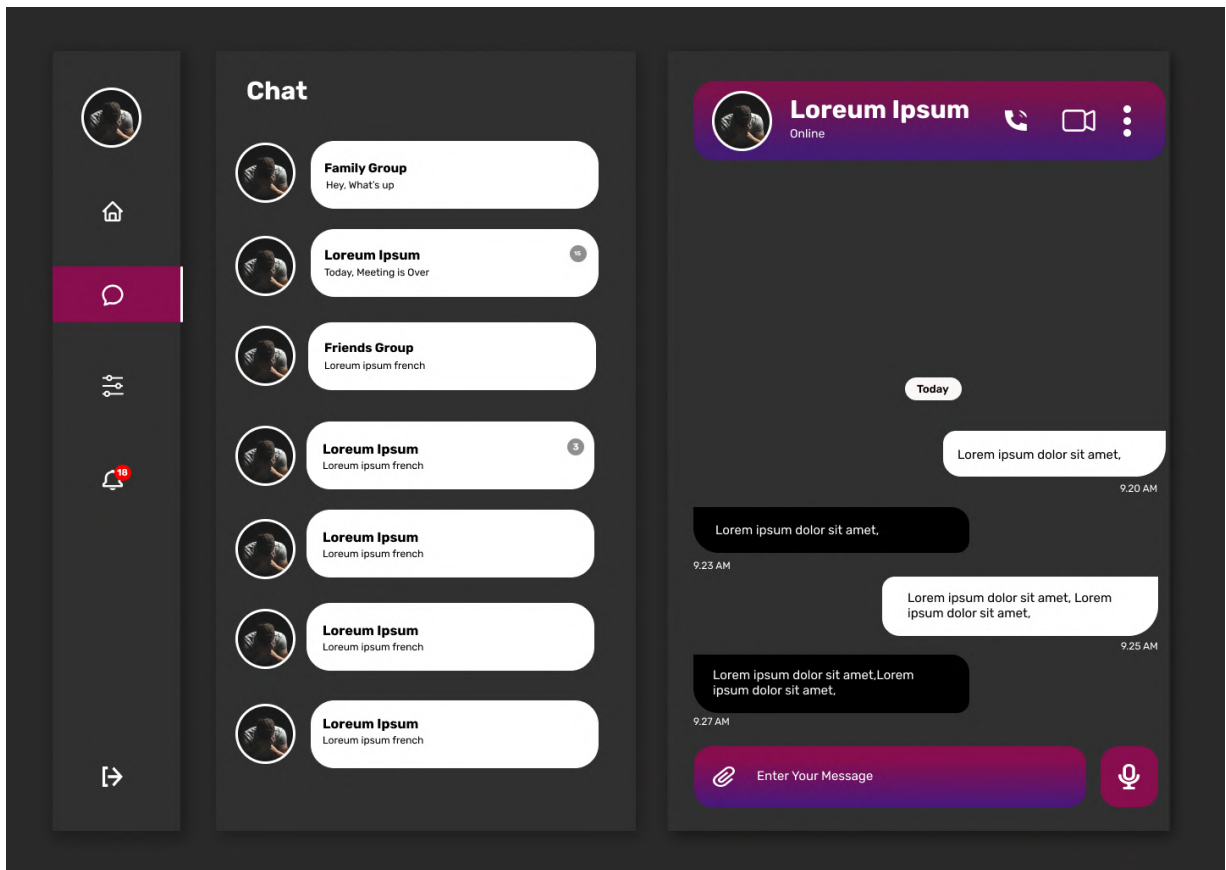 Chat
Family Group
Hey, What's up
Loreum Ipsum
15
Today, Meeting is Over
Friends Group
Loreum ipsum french
Loreum Ipsum
3
Loreum ipsum french
18
Loreum Ipsum
Loreum ipsum french
Loreum Ipsum
Loreum ipsum french
Loreum Ipsum
Loreum ipsum french
Loreum Ipsum
Online
Today
Lorem ipsum dolor sit amet,
9.20 AM
Lorem ipsum dolor sit amet,
9.23 AM
Lorem ipsum dolor sit amet, Lorem
ipsum dolor sit amet,
9.25 AM
Lorem ipsum dolor sit amet,Lorem
ipsum dolor sit amet,
9.27 AM
Enter Your Message